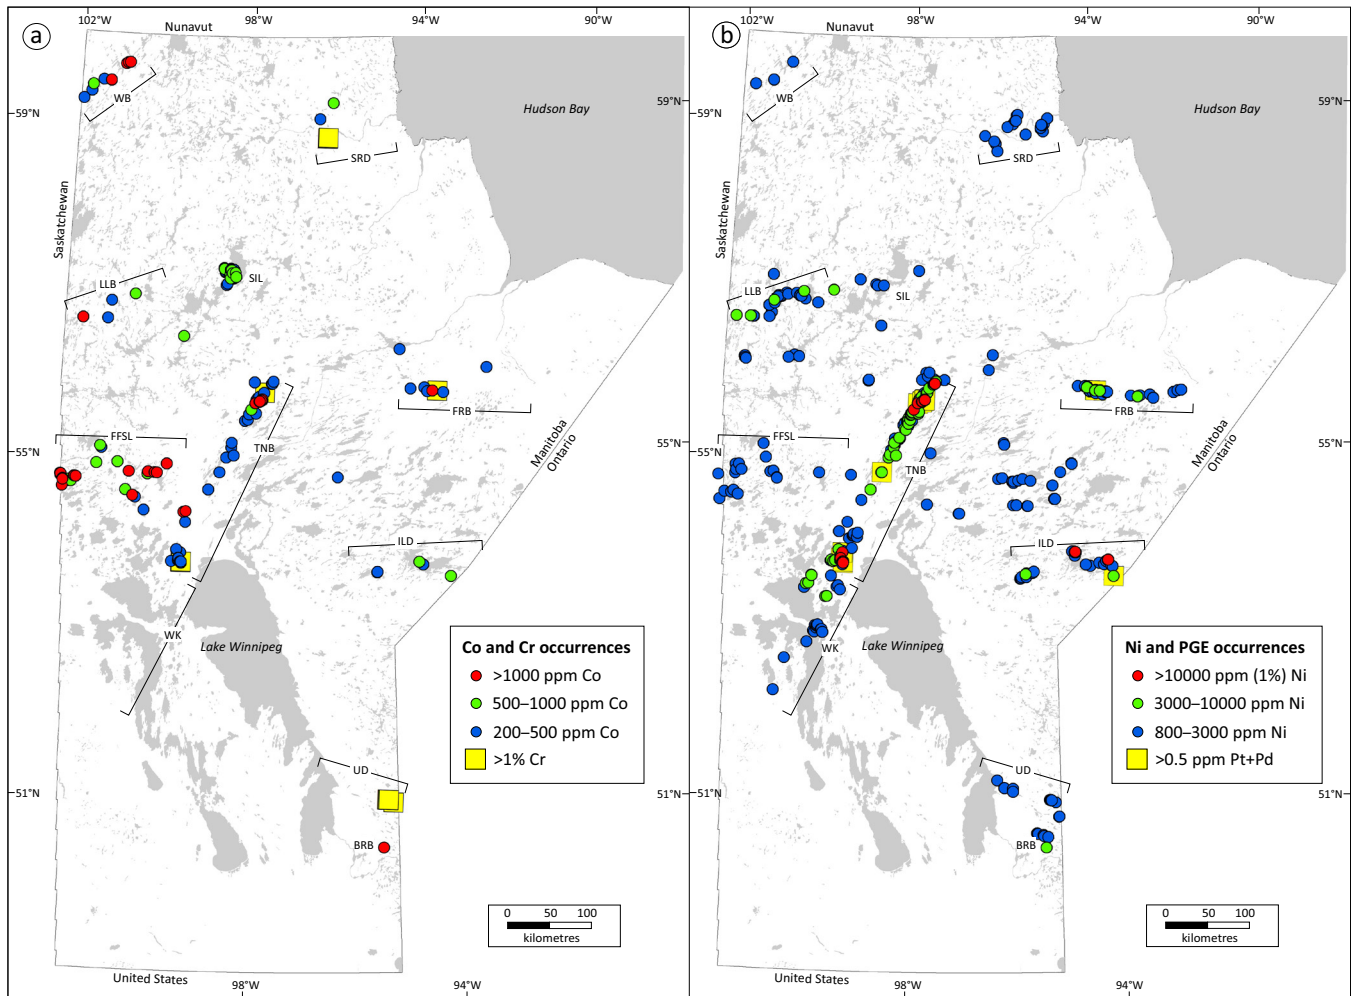 a
102°W
98°W
94°W
90°W
Nunavut
WB
59°N
59°N
Hudson Bay
SRD
Saskatchewan
LLB
SIL
FRB
Manitoba
Ontario
FFSL
TNB
55°N
55°N
ILD
WK
Lake Winnipeg
Co and Cr occurrences
>1000 ppm Co
500–1000 ppm Co
200–500 ppm Co
>1% Cr
UD
51°N
51°N
BRB
0 50 100
kilometres
United States
98°W
94°W
b
102°W
98°W
94°W
90°W
Nunavut
WB
59°N
Hudson Bay
SRD
Saskatchewan
LLB
SIL
FRB
Manitoba
Ontario
FFSL
TNB
ILD
WK
Lake Winnipeg
Ni and PGE occurrences
>10000 ppm (1%) Ni
3000–10000 ppm Ni
800–3000 ppm Ni
>0.5 ppm Pt+Pd
UD
51°N
BRB
0 50 100
kilometres
United States
98°W
94°W